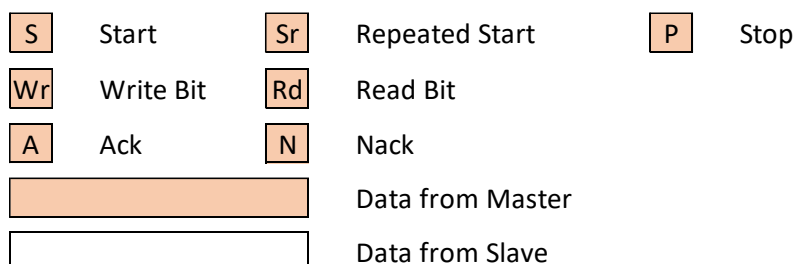 S Start Sr Repeated Start P Stop
Wr Write Bit Rd Read Bit
A Ack N Nack
Data from Master
Data from Slave